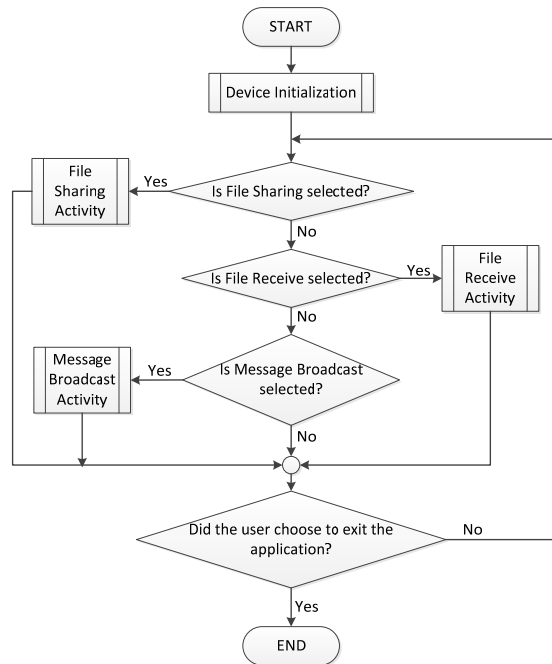 START
Device Initialization
File
Sharing
Activity
Yes
Is File Sharing selected?
No
Is File Receive selected?
Yes
File
Receive
Activity
No
Message
Broadcast
Activity
Yes
Is Message Broadcast
selected?
No
Did the user choose to exit the
application?
No
Yes
END